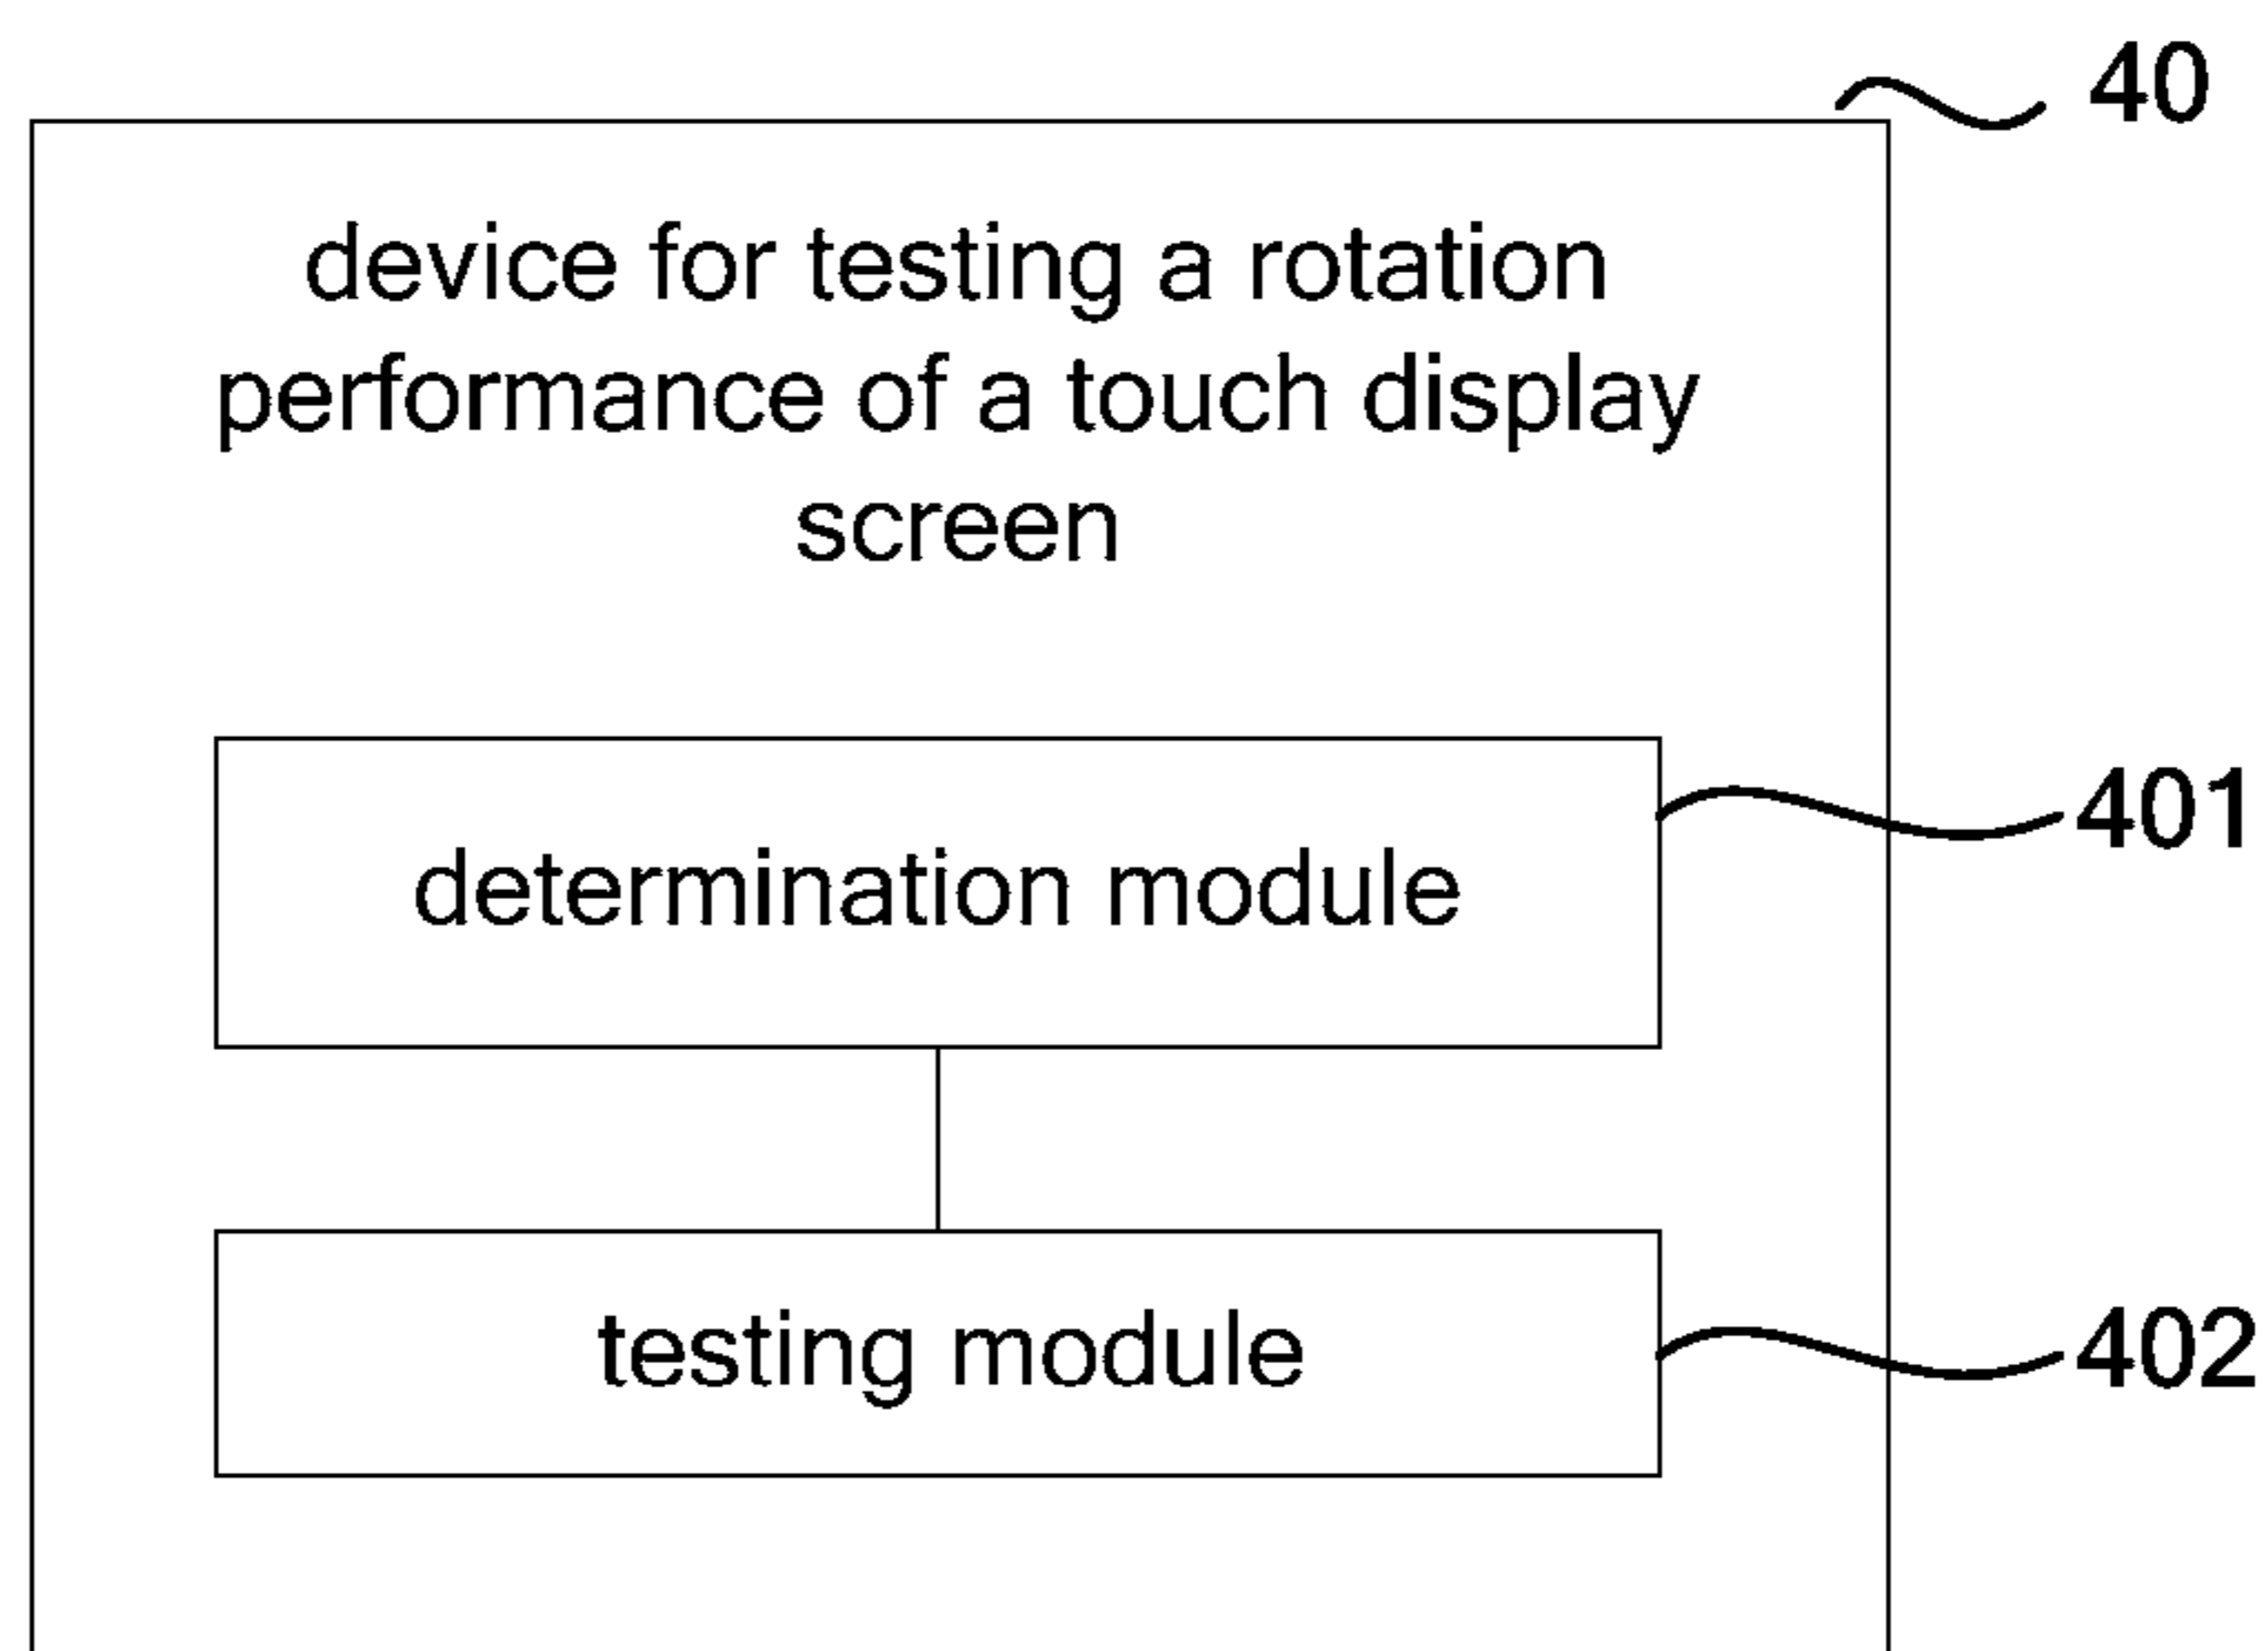 40
device for testing a rotation
performance of a touch display
screen
401
determination module
testing module
402